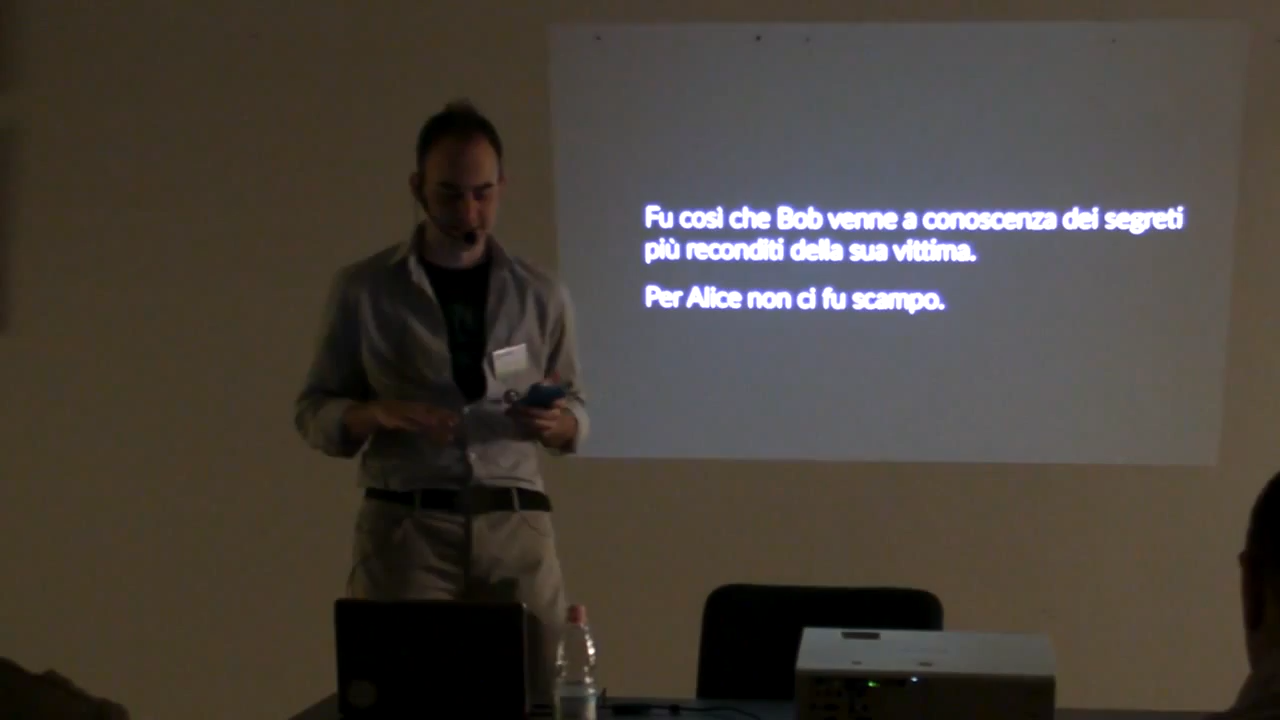 Fu così che Bob venne a conoscenza dei segreti
più reconditi della sua vittima.
Per Alice non ci fu scampo.